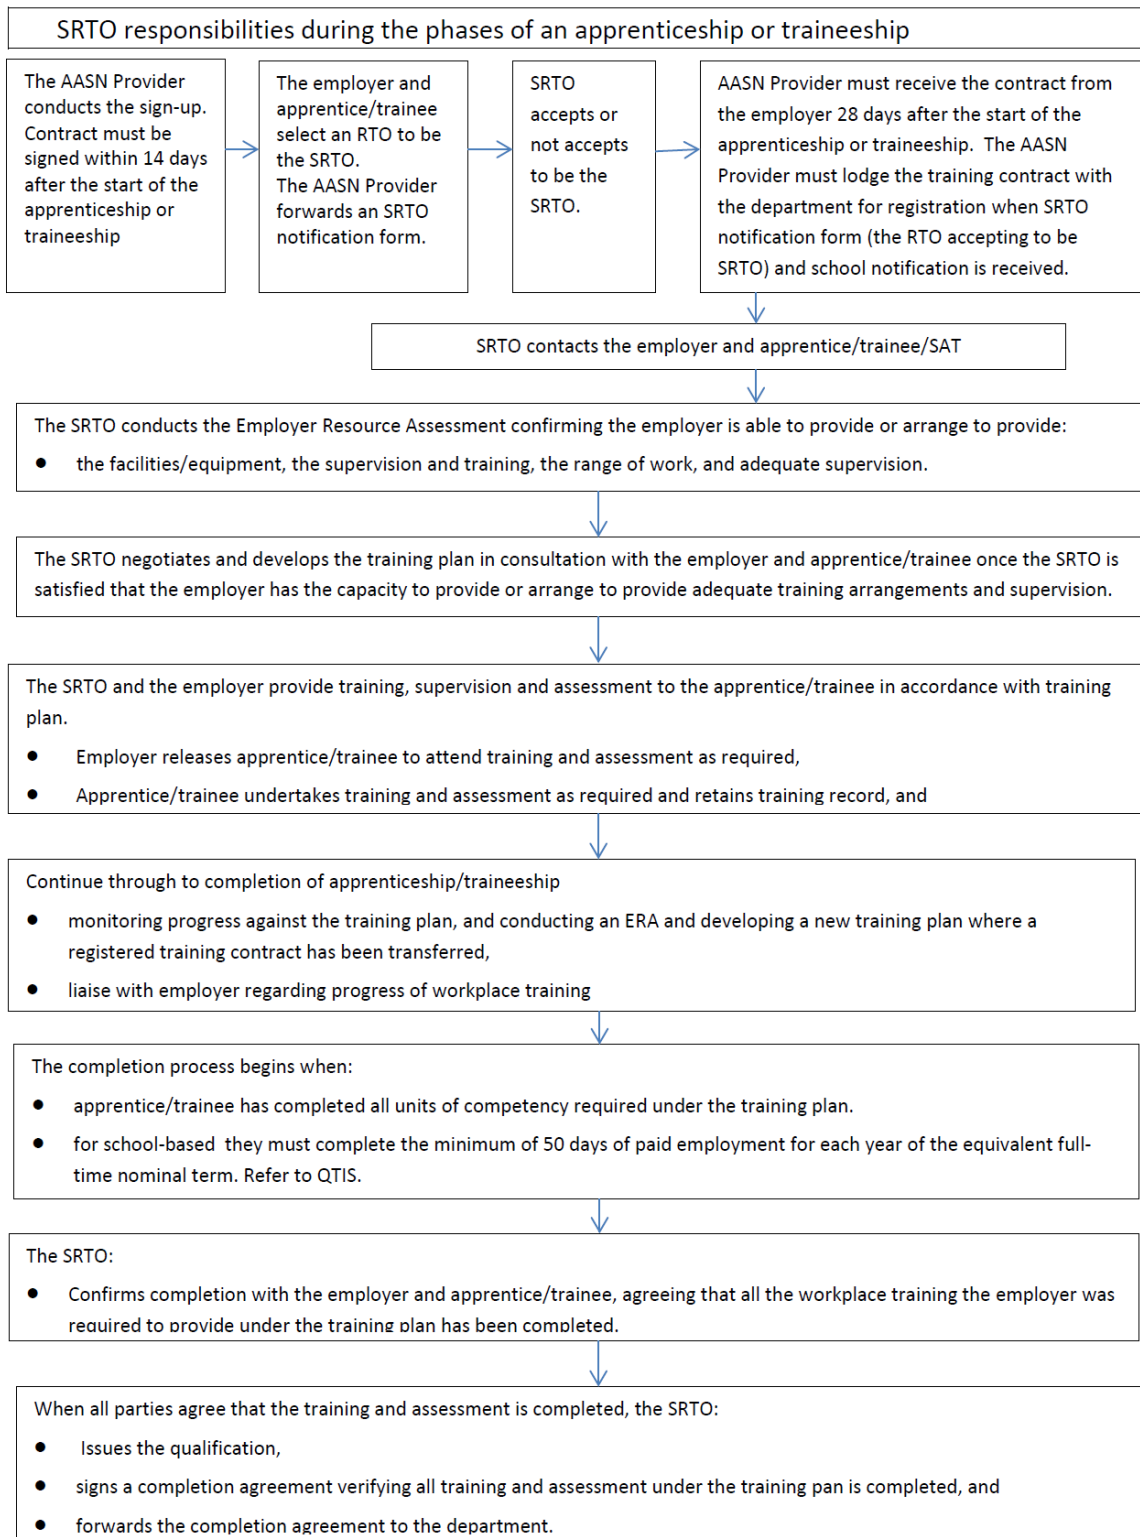 SRTO responsibilities during the phases of an apprenticeship or traineeship
The AASN Provider
conducts the sign-up.
Contract must be
signed within 14 days
after the start of the
apprenticeship or
traineeship
The employer and
apprentice/trainee
select an RTO to be
the SRTO.
The AASN Provider
forwards an SRTO
notification form.
SRTO
accepts or
not accepts
to be the
SRTO.
AASN Provider must receive the contract from
the employer 28 days after the start of the
apprenticeship or traineeship. The AASN
Provider must lodge the training contract with
the department for registration when SRTO
notification form (the RTO accepting to be
SRTO) and school notification is received.
SRTO contacts the employer and apprentice/trainee/SAT
The SRTO conducts the Employer Resource Assessment confirming the employer is able to provide or arrange to provide:
● the facilities/equipment, the supervision and training, the range of work, and adequate supervision.
The SRTO negotiates and develops the training plan in consultation with the employer and apprentice/trainee once the SRTO is
satisfied that the employer has the capacity to provide or arrange to provide adequate training arrangements and supervision.
The SRTO and the employer provide training, supervision and assessment to the apprentice/trainee in accordance with training
plan.
● Employer releases apprentice/trainee to attend training and assessment as required,
● Apprentice/trainee undertakes training and assessment as required and retains training record, and
Continue through to completion of apprenticeship/traineeship
● monitoring progress against the training plan, and conducting an ERA and developing a new training plan where a
registered training contract has been transferred,
● liaise with employer regarding progress of workplace training
The completion process begins when:
● apprentice/trainee has completed all units of competency required under the training plan.
● for school-based they must complete the minimum of 50 days of paid employment for each year of the equivalent full-
time nominal term. Refer to QTIS.
The SRTO:
● Confirms completion with the employer and apprentice/trainee, agreeing that all the workplace training the employer was
required to provide under the training plan has been completed.
When all parties agree that the training and assessment is completed, the SRTO:
● Issues the qualification,
● signs a completion agreement verifying all training and assessment under the training pan is completed, and
● forwards the completion agreement to the department.